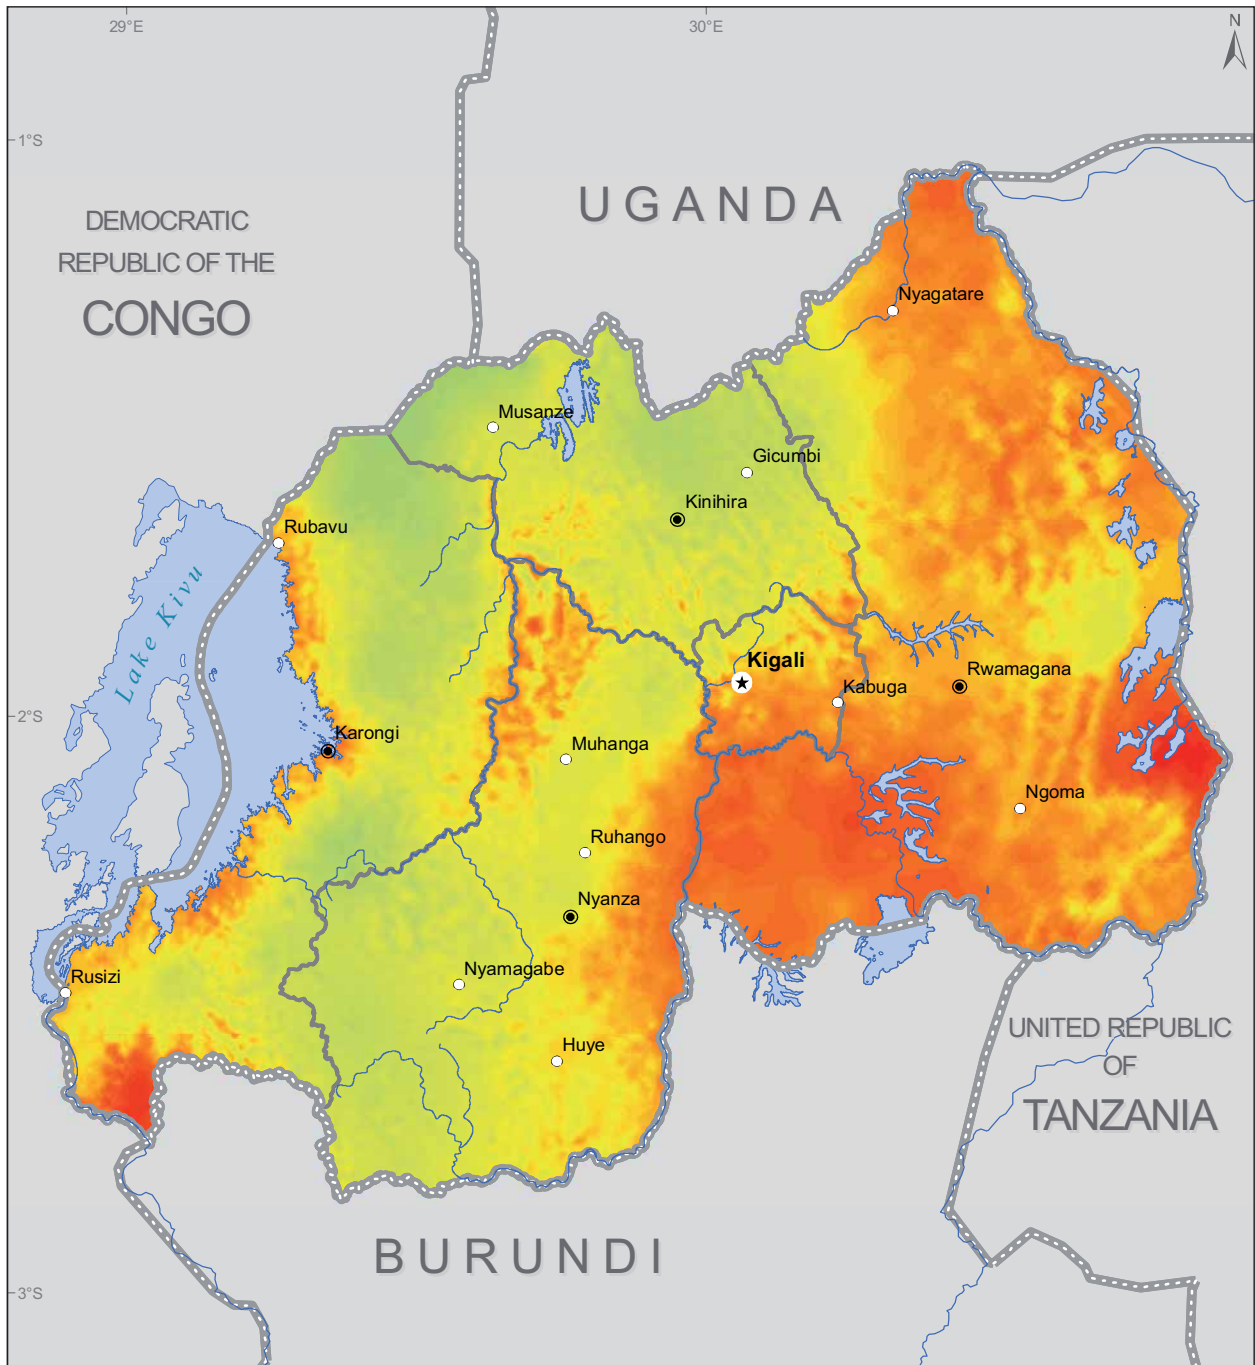 29°E
30°E
N
1°S
UGANDA
DEMOCRATIC
REPUBLIC OF THE
CONGO
Nyagatare
Musanze
Gicumbi
Kinihira
Rubavu
Lake Kivu
Kigali
Rwamagana
Kabuga
2°S
Karongi
Muhanga
Ngoma
Ruhango
Nyanza
Nyamagabe
Rusizi
UNITED REPUBLIC
OF
TANZANIA
Huye
BURUNDI
3°S